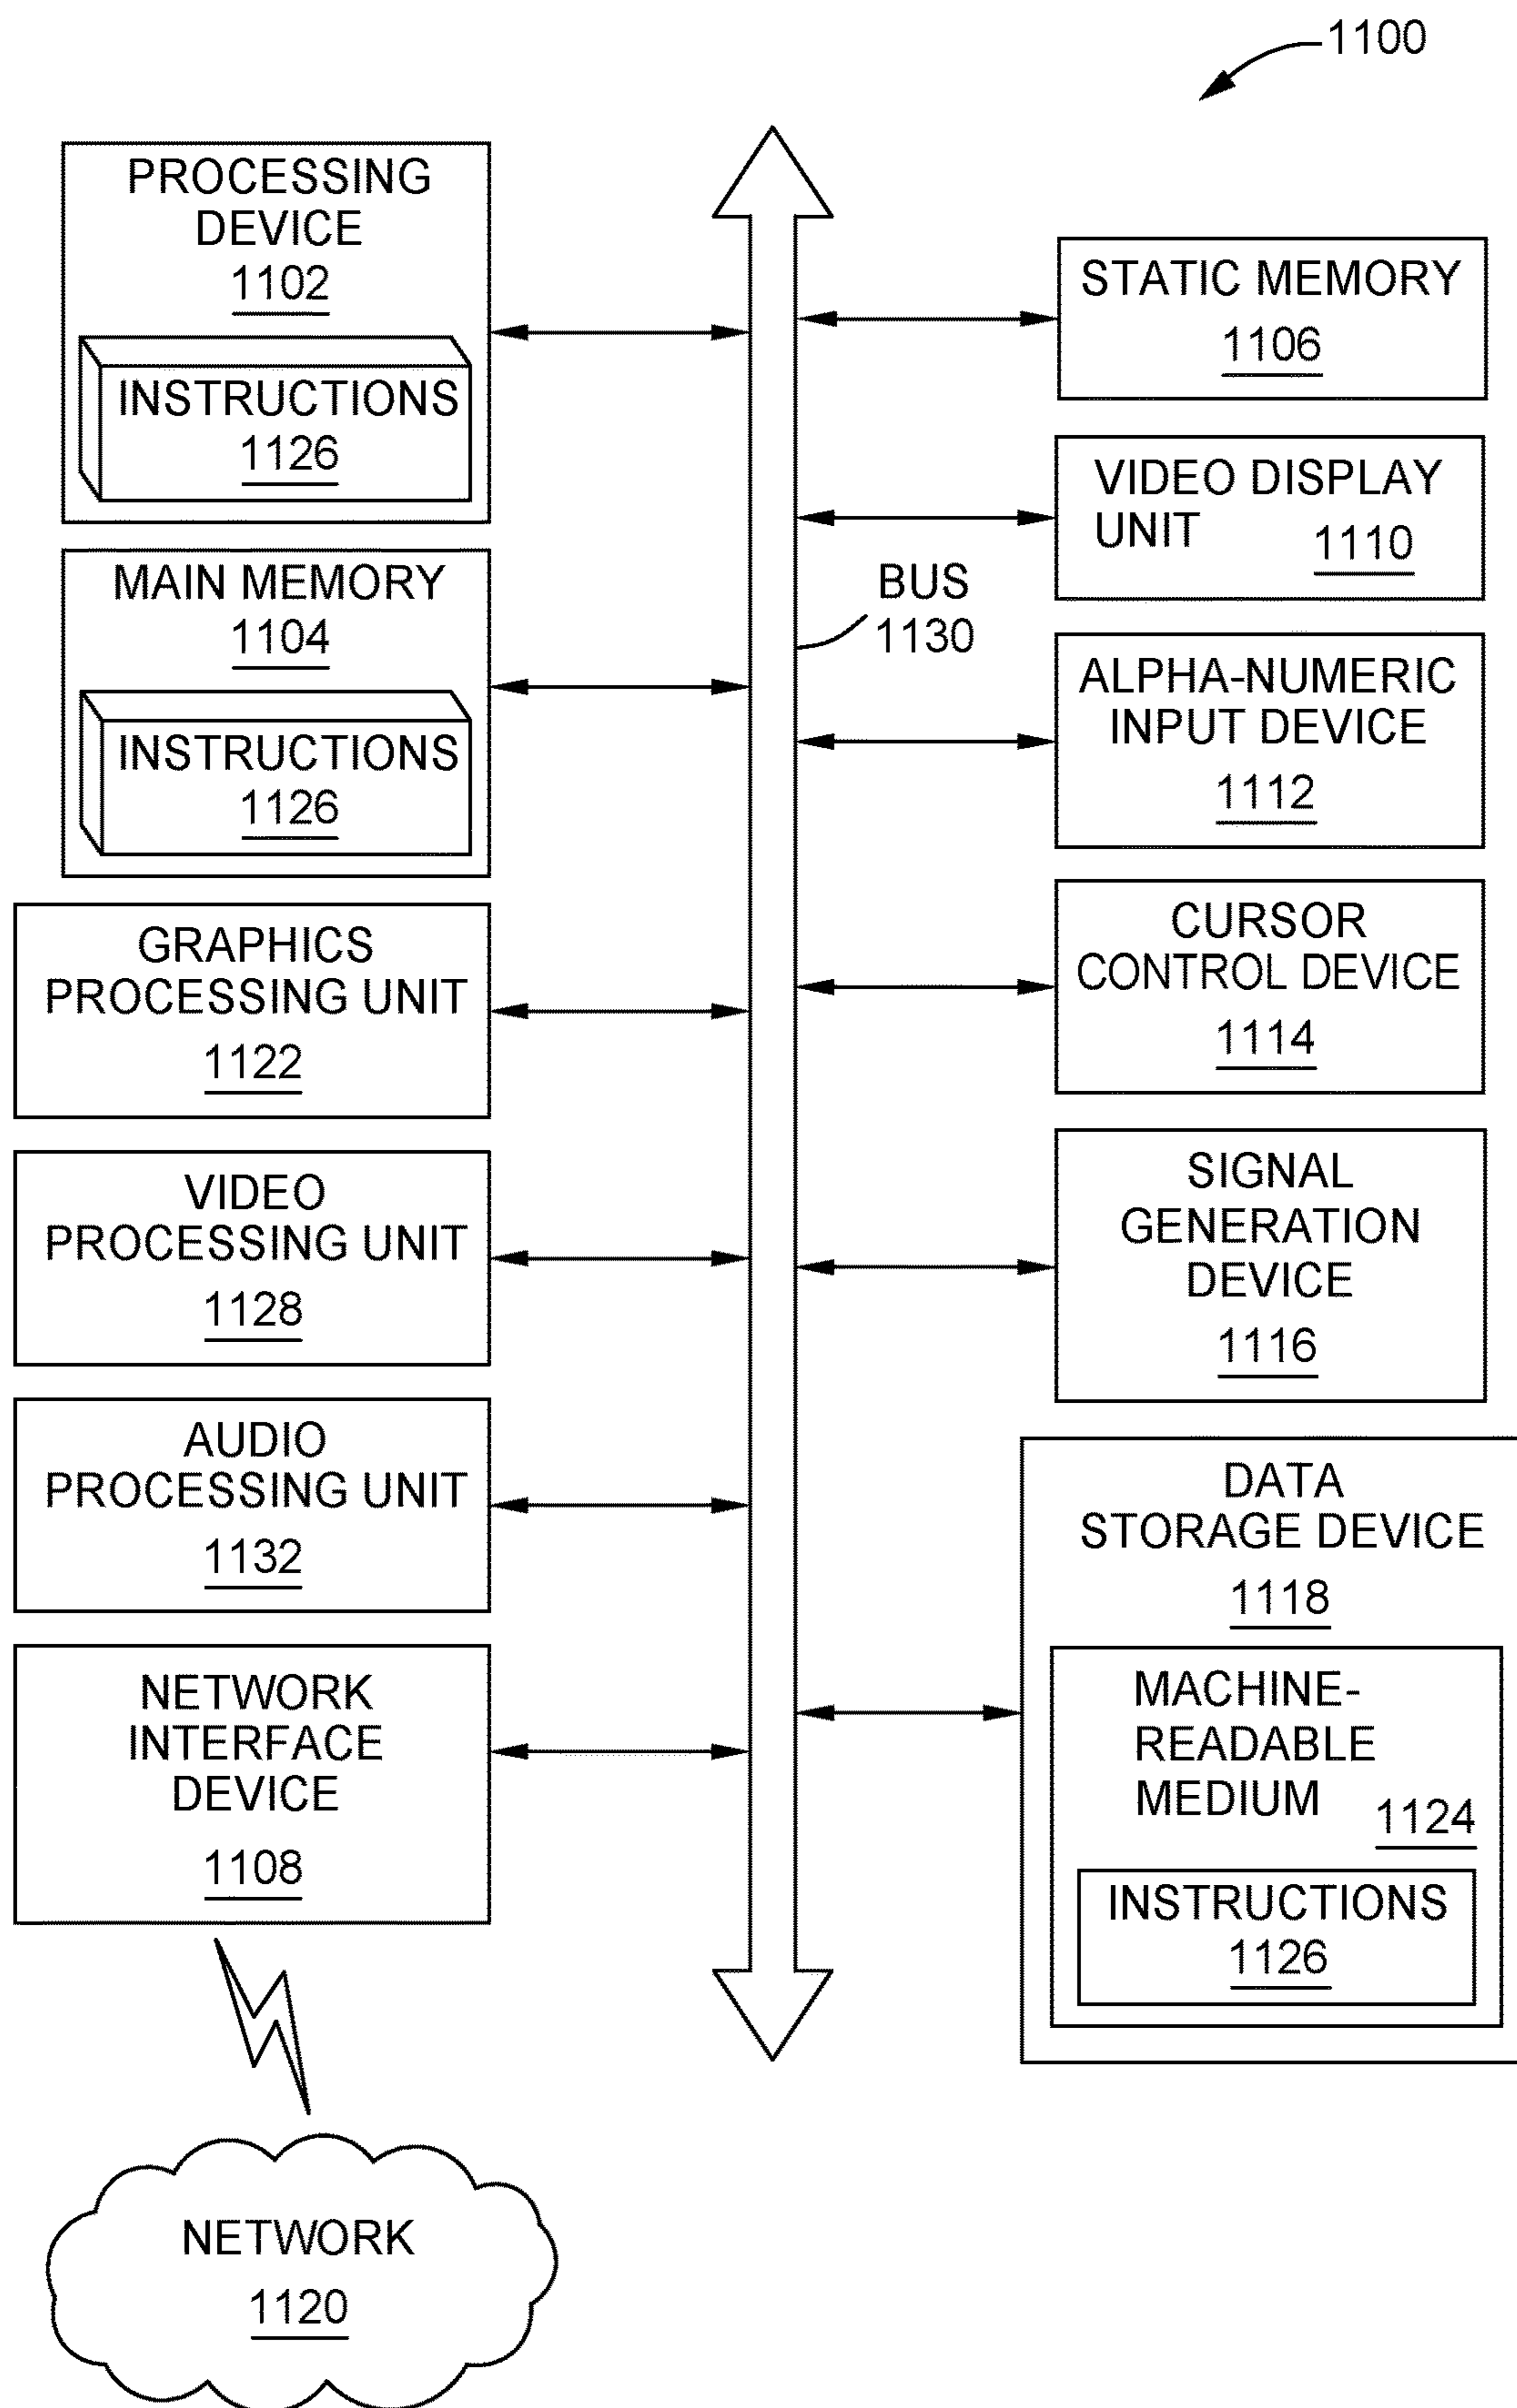 1100
PROCESSING
DEVICE
1102
INSTRUCTIONS
1126
MAIN MEMORY
1104
INSTRUCTIONS
1126
GRAPHICS
PROCESSING UNIT
1122
VIDEO
PROCESSING UNIT
1128
AUDIO
PROCESSING UNIT
1132
NETWORK
INTERFACE
DEVICE
1108
NETWORK
1120
BUS
1130
STATIC MEMORY
1106
VIDEO DISPLAY
UNIT 1110
ALPHA-NUMERIC
INPUT DEVICE
1112
CURSOR
CONTROL DEVICE
1114
SIGNAL
GENERATION
DEVICE
1116
DATA
STORAGE DEVICE
1118
MACHINE-
READABLE
MEDIUM 1124
INSTRUCTIONS
1126